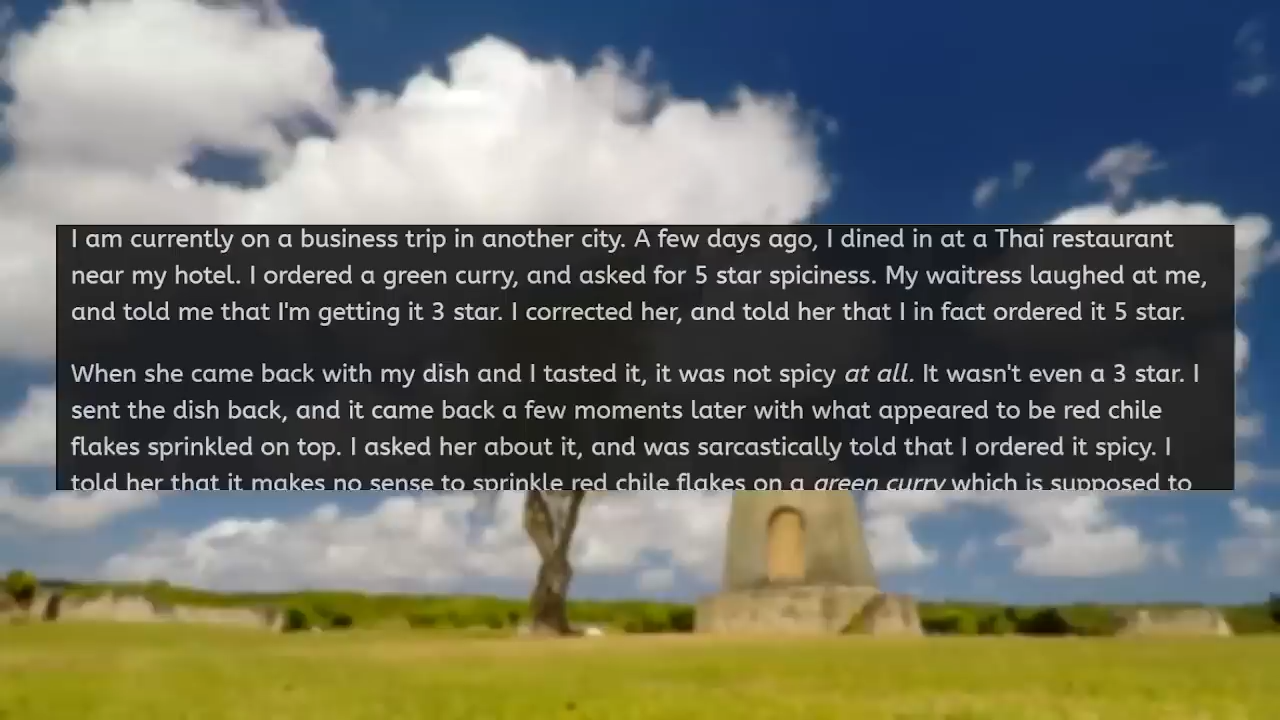 I am currently on a business trip in another city. A few days ago, I dined in at a Thai restaurant
near my hotel. I ordered a green curry, and asked for 5 star spiciness. My waitress laughed at me,
and told me that I'm getting it 3 star. I corrected her, and told her that I in fact ordered it 5 star.
When she came back with my dish and I tasted it, it was not spicy at all. It wasn't even a 3 star. I
sent the dish back, and it came back a few moments later with what appeared to be red chile
flakes sprinkled on top. I asked her about it, and was sarcastically told that I ordered it spicy. I
told her that it makes no sense to sprinkle red chile flakes on a green curry which is supposed to